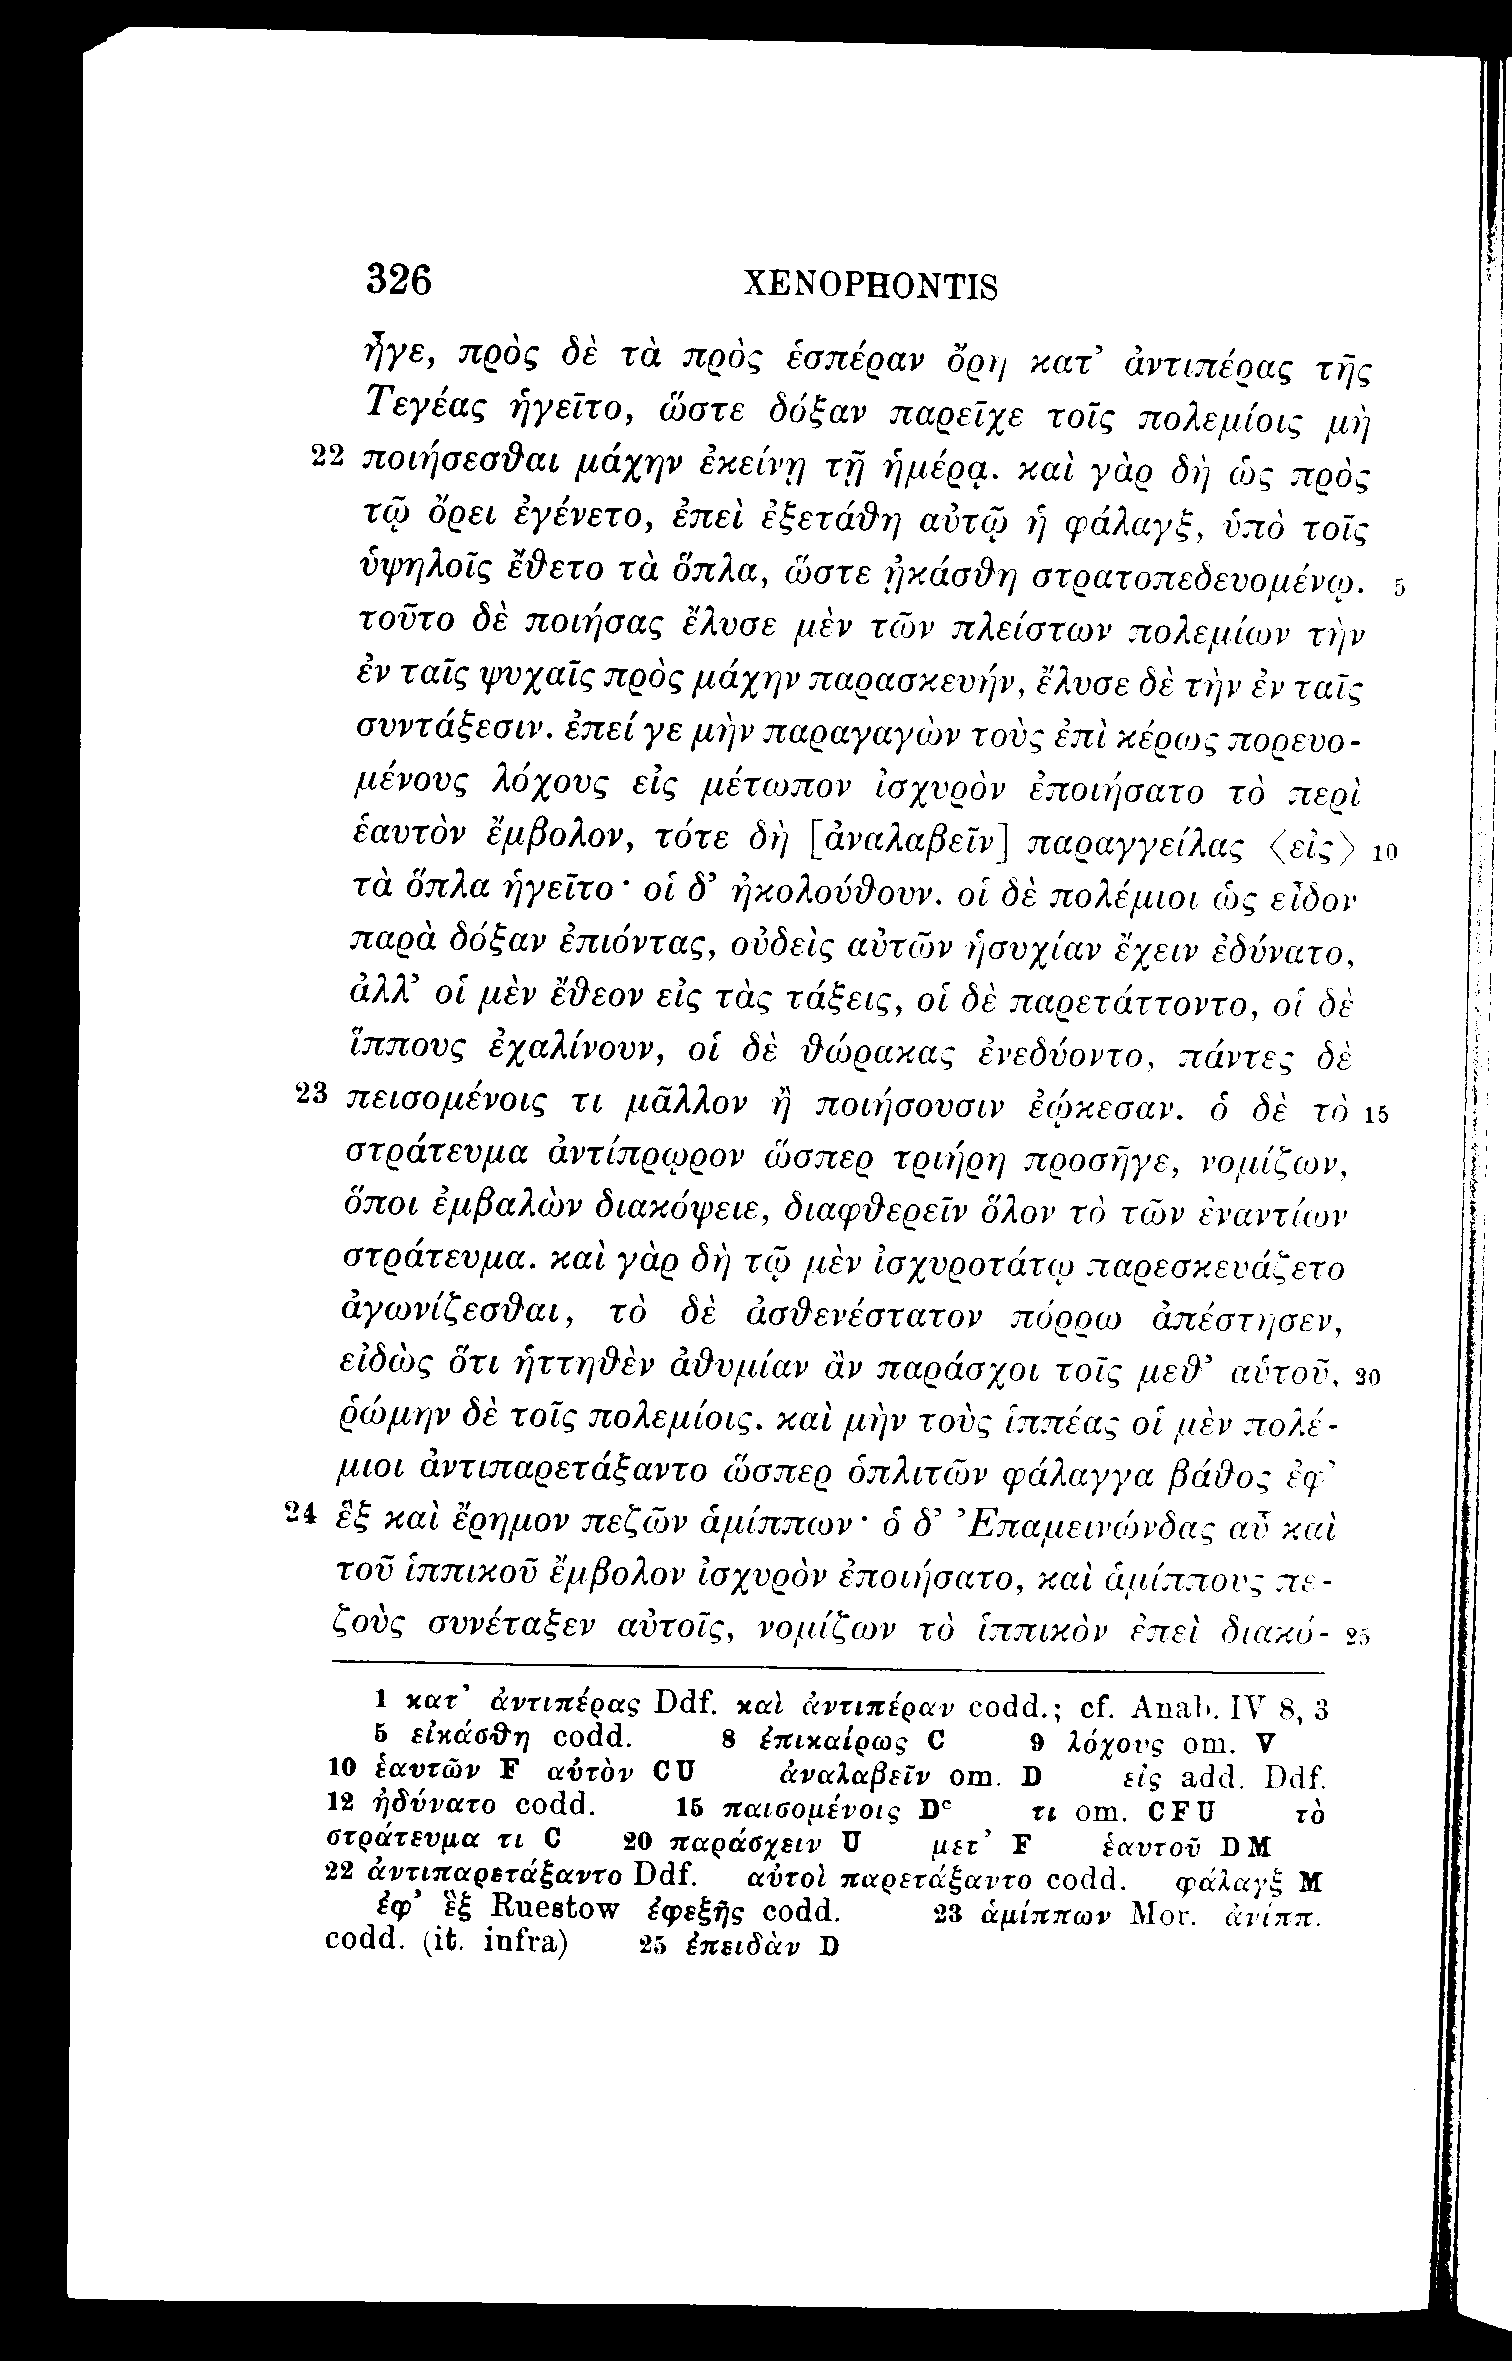 326 XENOPHONTIS
ἦγε, πρὸς δὲ τὰ πρὸς ἑσπέραν ὄρη κατ’ ἀντιπέρας τῆς
Τεγέας ἡγεῖτο, ὥστε δόξαν παρεῖχε τοῖς πολεμίοις μὴ
22 ποιήσεσθαι μάχην ἐκείνῃ τῇ ἡμέρᾳ. καὶ γὰρ δὴ ὡς πρὸς
τῷ ὄρει ἐγένετο, ἐπεὶ ἐξετάθη αὐτῷ ἡ φάλαγξ, ὑπὸ τοῖς
ὑψηλοῖς ἔθετο τὰ ὅπλα, ὥστε ᾐκάσθη στρατοπεδευομένῳ. 5
τοῦτο δὲ ποιήσας ἔλυσε μὲν τῶν πλείστων πολεμίων τὴν
ἐν ταῖς ψυχαῖς πρὸς μάχην παρασκευήν, ἔλυσε δὲ τὴν ἐν ταῖς
συντάξεσιν. ἐπεί γε μὴν παραγαγὼν τοὺς ἐπὶ κέρως πορευο-
μένους λόχους εἰς μέτωπον ἰσχυρὸν ἐποιήσατο τὸ περὶ
ἑαυτὸν ἔμβολον, τότε δὴ [ἀναλαβεῖν] παραγγείλας 〈εἰς〉 10
τὰ ὅπλα ἡγεῖτο· οἱ δ’ ἠκολούθουν. οἱ δὲ πολέμιοι ὡς εἶδον
παρὰ δόξαν ἐπιόντας, οὐδεὶς αὐτῶν ἡσυχίαν ἔχειν ἐδύνατο,
ἀλλ’ οἱ μὲν ἔθεον εἰς τὰς τάξεις, οἱ δὲ παρετάττοντο, οἱ δὲ
ἵππους ἐχαλίνουν, οἱ δὲ θώρακας ἐνεδύοντο, πάντες δὲ
23 πεισομένοις τι μᾶλλον ἢ ποιήσουσιν ἐῴκεσαν. ὁ δὲ τὸ 15
στράτευμα ἀντίπρῳρον ὥσπερ τριήρη προσῆγε, νομίζων,
ὅποι ἐμβαλὼν διακόψειε, διαφθερεῖν ὅλον τὸ τῶν ἐναντίων
στράτευμα. καὶ γὰρ δὴ τῷ μὲν ἰσχυροτάτῳ παρεσκευάζετο
ἀγωνίζεσθαι, τὸ δὲ ἀσθενέστατον πόρρω ἀπέστησεν,
εἰδὼς ὅτι ἡττηθὲν ἀθυμίαν ἂν παράσχοι τοῖς μεθ’ αὑτοῦ, 20
ῥώμην δὲ τοῖς πολεμίοις. καὶ μὴν τοὺς ἱππέας οἱ μὲν πολέ-
μιοι ἀντιπαρετάξαντο ὥσπερ ὁπλιτῶν φάλαγγα βάθος ἐφ’
24 ἓξ καὶ ἔρημον πεζῶν ἁμίππων· ὁ δ’ Ἐπαμεινώνδας αὖ καὶ
τοῦ ἱππικοῦ ἔμβολον ἰσχυρὸν ἐποιήσατο, καὶ ἁμίππους πε-
ζοὺς συνέταξεν αὐτοῖς, νομίζων τὸ ἱππικὸν ἐπεὶ διακό- 25
1 κατ’ ἀντιπέρας Ddf. καὶ ἀντιπέραν codd.; cf. Anab. IV 8, 3
5 εἰκάσθη codd. 8 ἐπικαίρως C 9 λόχους om. V
10 ἑαυτῶν F αὑτὸν CU ἀναλαβεῖν om. D εἰς add. Ddf.
12 ἠδύνατο codd. 15 παισομένοις Dᶜ τι om. CFU τὸ
στράτευμα τι C 20 παράσχειν U μετ’ F ἑαυτοῦ DM
22 ἀντιπαρετάξαντο Ddf. αὐτοὶ παρετάξαντο codd. φάλαγξ M
ἐφ’ ἓξ Ruestow ἐφεξῆς codd. 23 ἁμίππων Mor. ἀνίππ.
codd. (it. infra) 25 ἐπειδὰν D